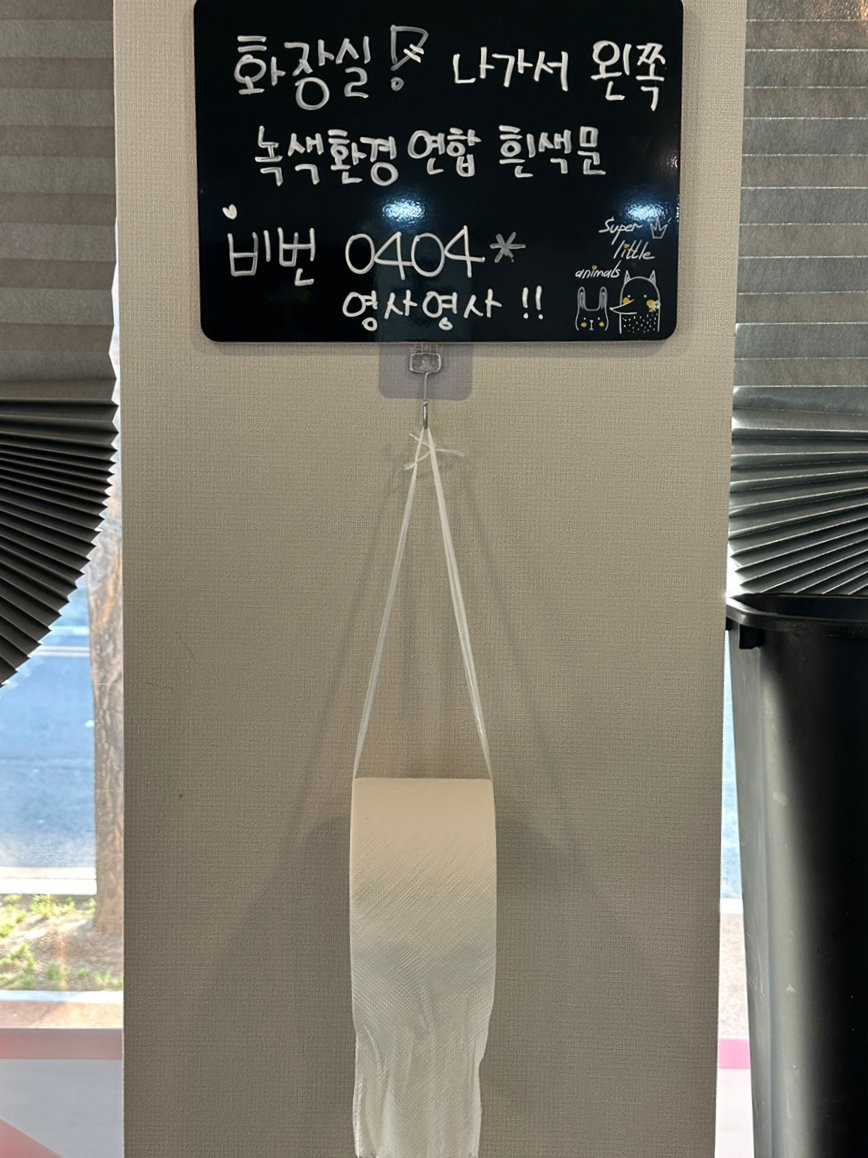 화장실! 나가서 왼쪽
녹색환경연합 흰색문
비번 0404*
영사영사 !!
Super
little
animals